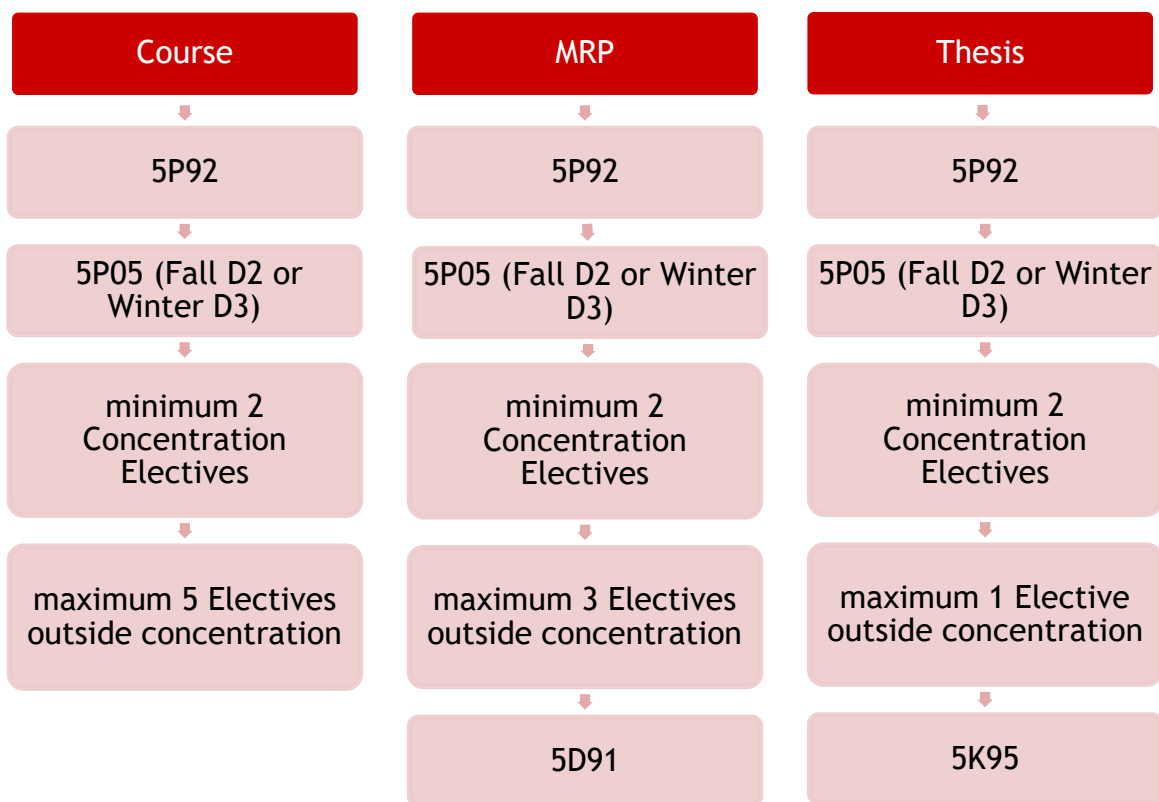 Course
5P92
5P05 (Fall D2 or
Winter D3)
minimum 2
Concentration
Electives
maximum 5 Electives
outside concentration
MRP
5P92
5P05 (Fall D2 or Winter
D3)
minimum 2
Concentration
Electives
maximum 3 Electives
outside concentration
5D91
Thesis
5P92
5P05 (Fall D2 or Winter
D3)
minimum 2
Concentration
Electives
maximum 1 Elective
outside concentration
5K95